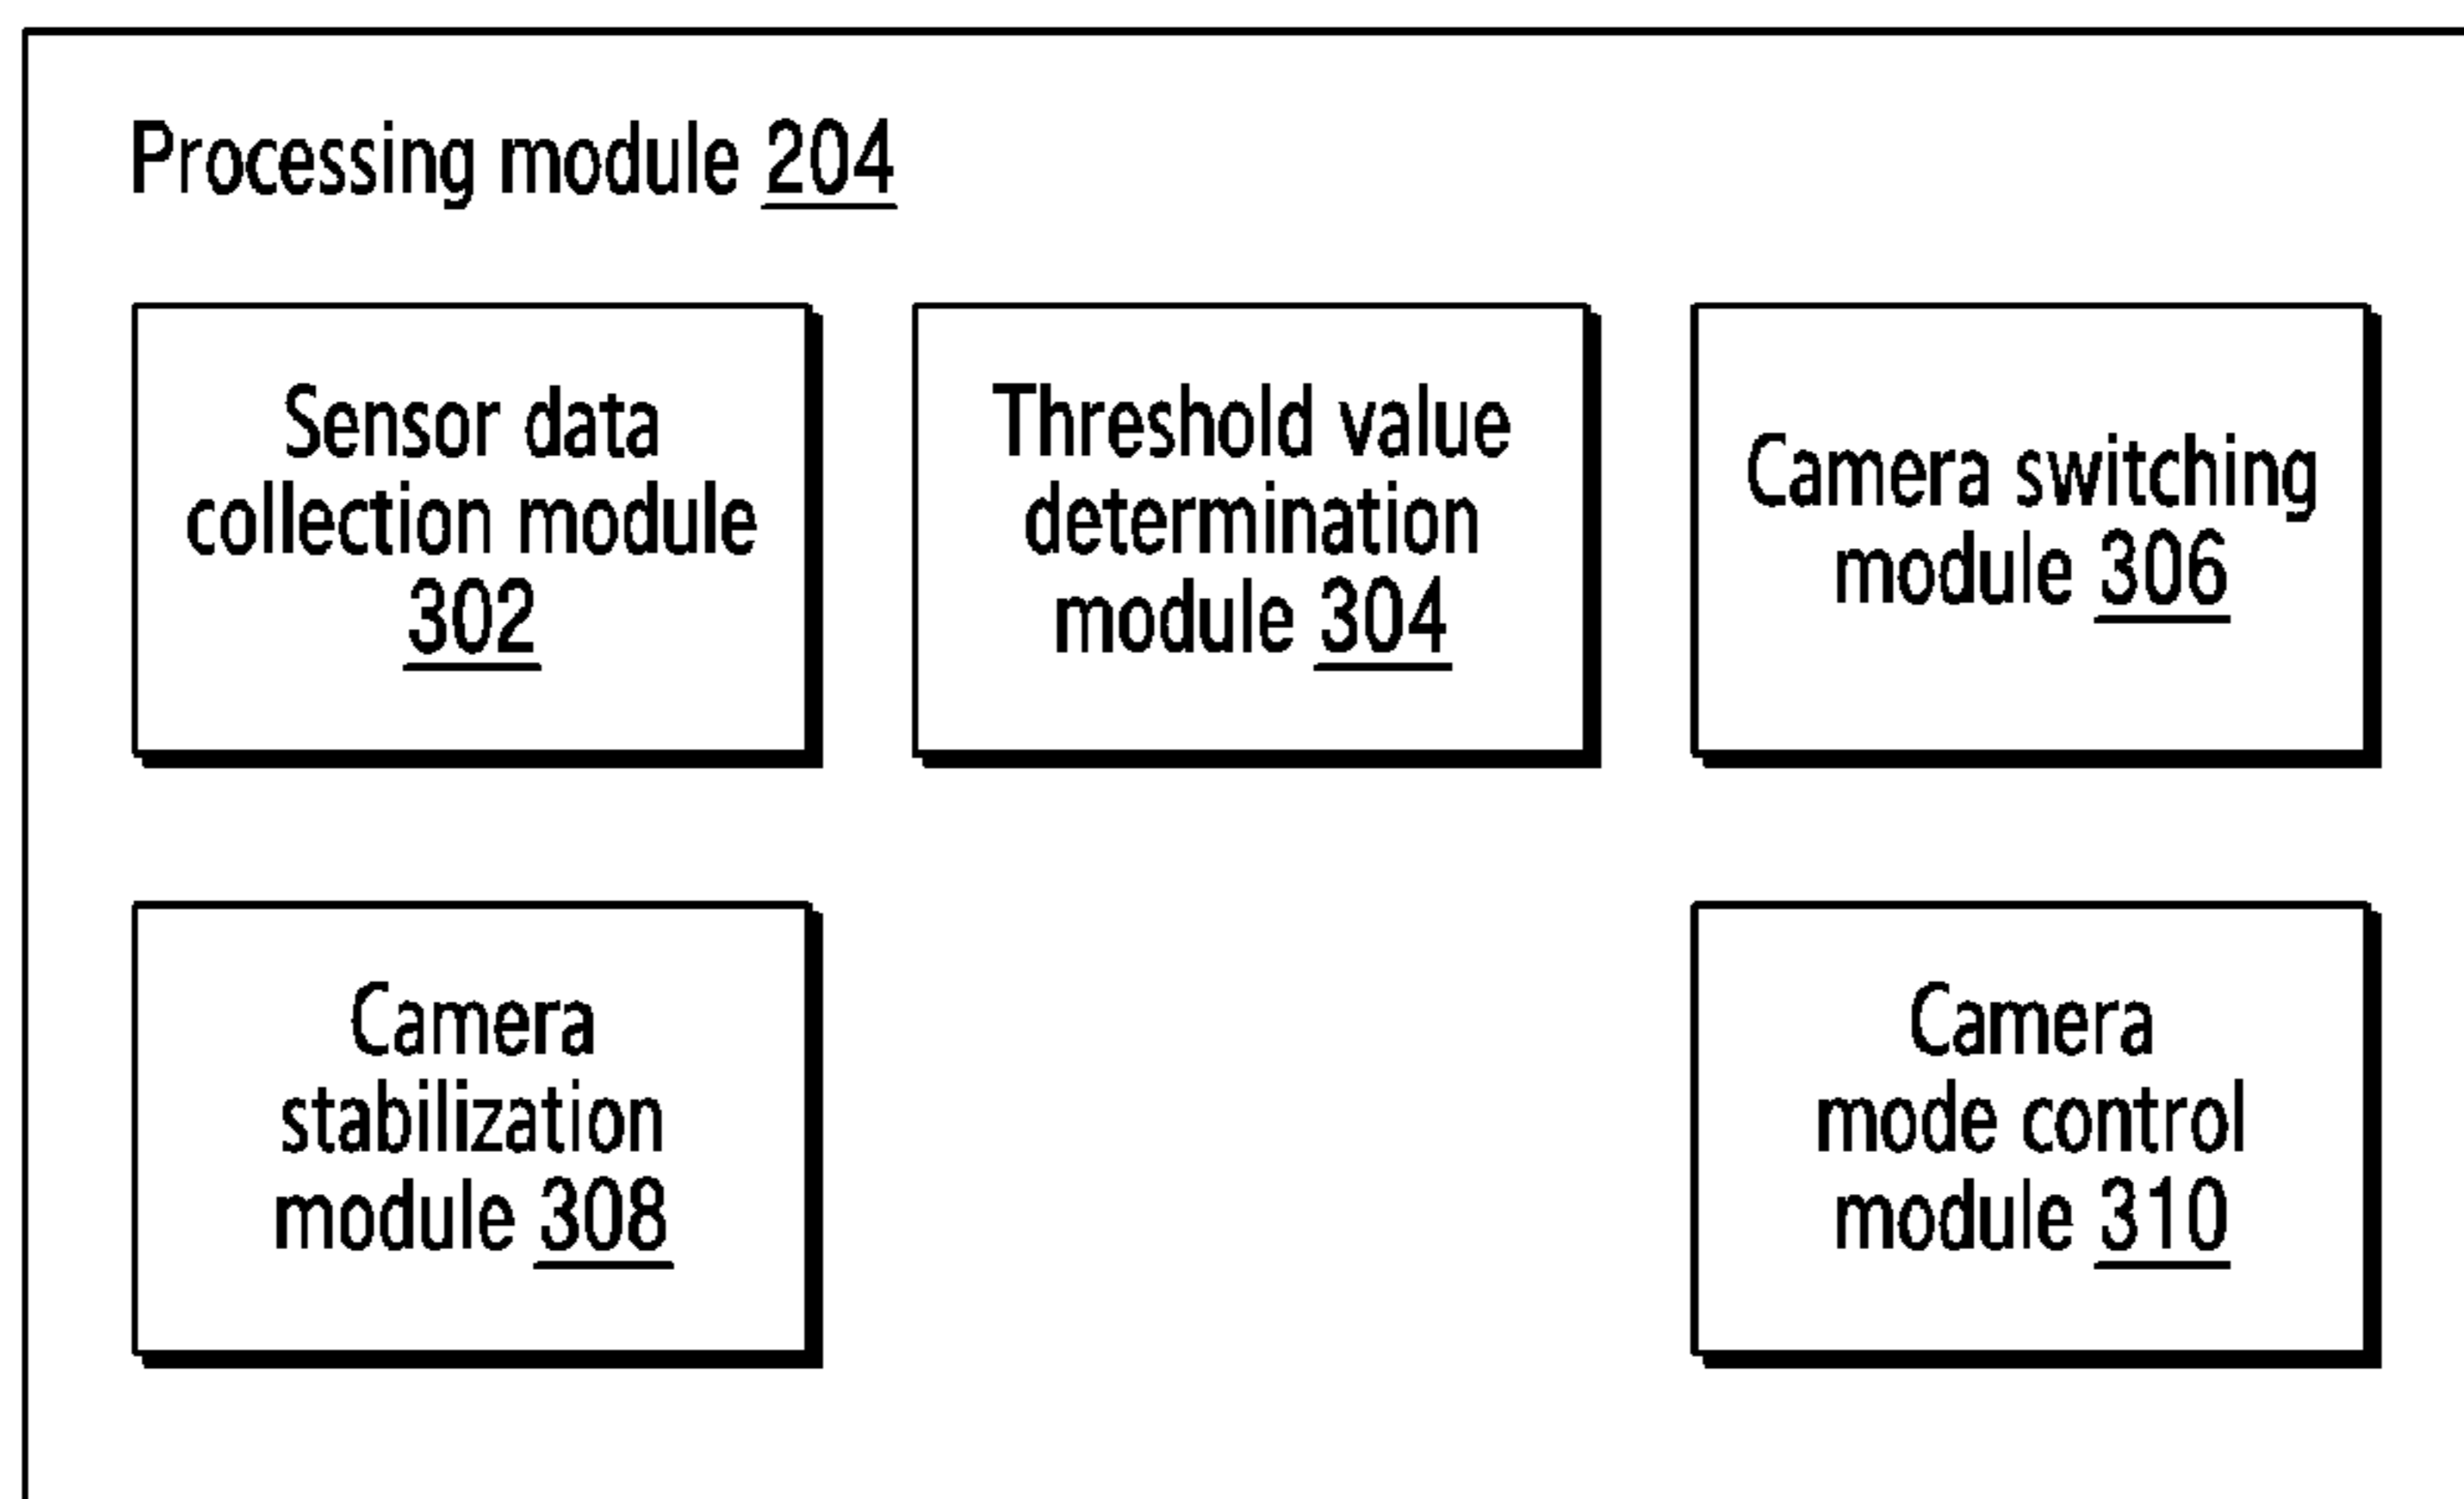 Processing module 204
Sensor data
collection module
302
Threshold value
determination
module 304
Camera switching
module 306
Camera
stabilization
module 308
Camera
mode control
module 310